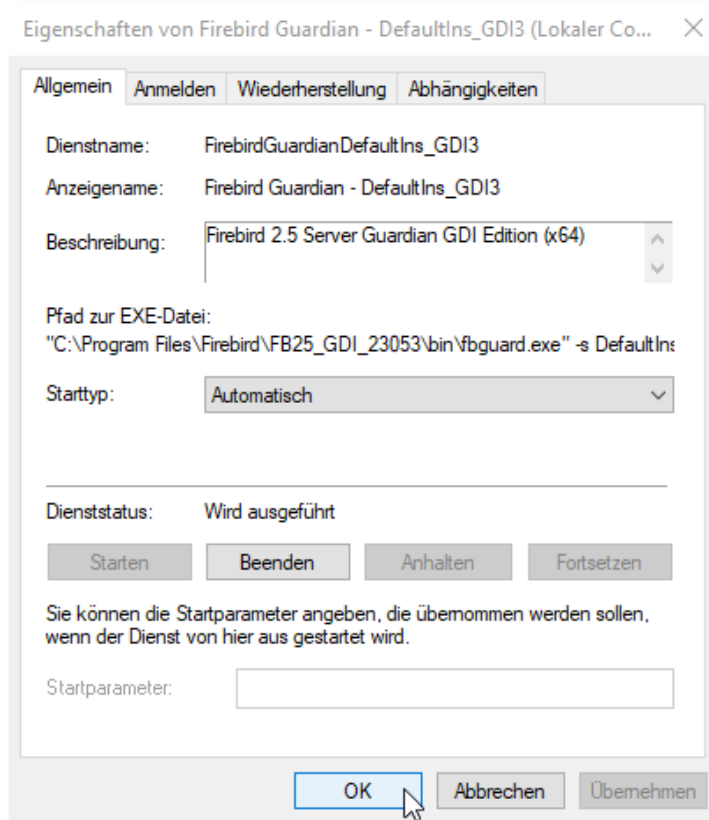 Eigenschaften von Firebird Guardian - DefaultIns_GDI3 (Lokaler Co...
Allgemein Anmelden Wiederherstellung Abhängigkeiten
Dienstname: FirebirdGuardianDefaultIns_GDI3
Anzeigename: Firebird Guardian - DefaultIns_GDI3
Beschreibung: Firebird 2.5 Server Guardian GDI Edition (x64)
Pfad zur EXE-Datei:
"C:\Program Files\Firebird\FB25_GDI_23053\bin\fbguard.exe" -s DefaultIns
Starttyp: Automatisch
Dienststatus: Wird ausgeführt
Starten Beenden Anhalten Fortsetzen
Sie können die Startparameter angeben, die übernommen werden sollen,
wenn der Dienst von hier aus gestartet wird.
Startparameter:
OK Abbrechen Übernehmen